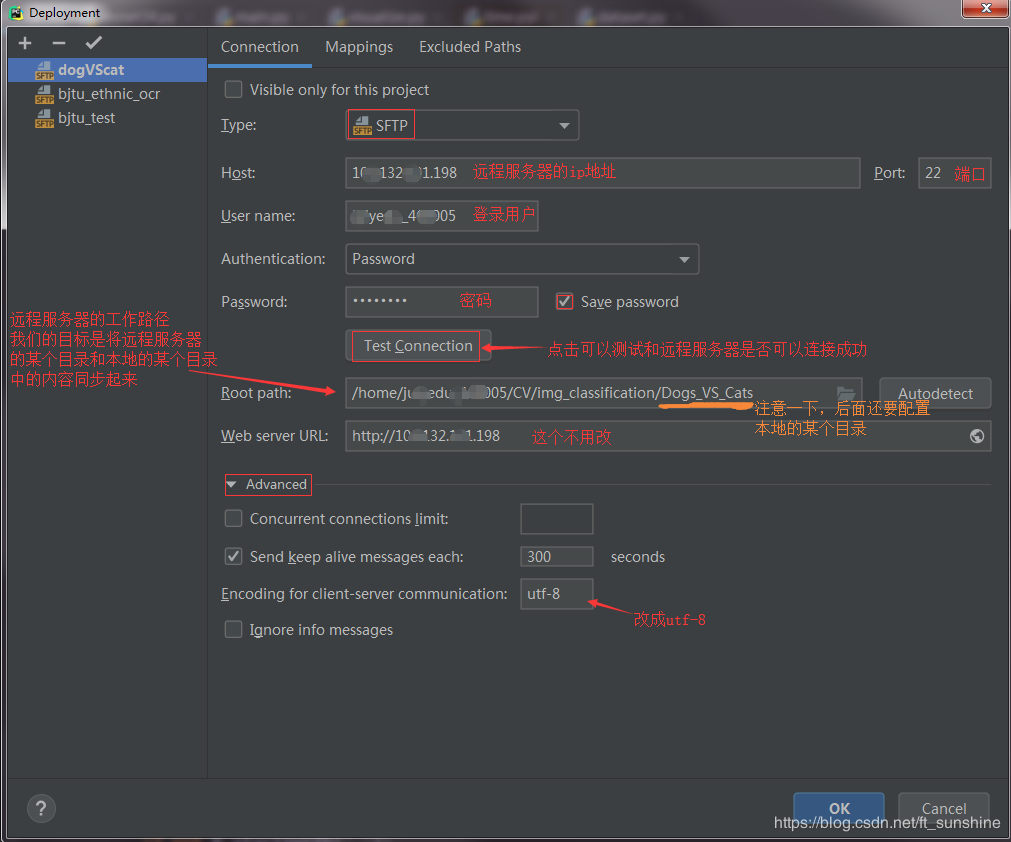 Deployment
Connection Mappings Excluded Paths
SFTP dogVScat
SFTP bjtu_ethnic_ocr
SFTP bjtu_test
Visible only for this project
Type: SFTP SFTP
Host: 10 132 1.198 远程服务器的ip地址 Port: 22 端口
User name: ye _4 005 登录用户
Authentication: Password
Password: •••••••• 密码 Save password
远程服务器的工作路径
我们的目标是将远程服务器
的某个目录和本地的某个目录
中的内容同步起来
Test Connection 点击可以测试和远程服务器是否可以连接成功
Root path: /home/ju edu 005/CV/img_classification/Dogs_VS_Cats Autodetect
注意一下，后面还要配置
本地的某个目录
Web server URL: http://10 132. 1.198 这个不用改
Advanced
Concurrent connections limit:
Send keep alive messages each: 300 seconds
Encoding for client-server communication: utf-8
改成utf-8
Ignore info messages
? OK Cancel
https://blog.csdn.net/ft_sunshine